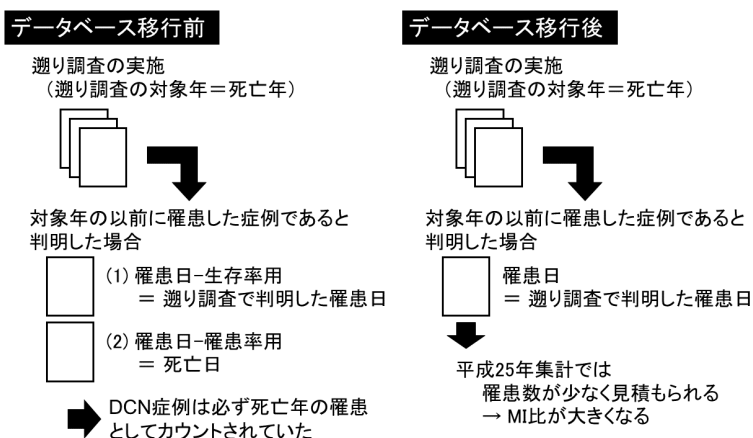 データベース移行前
遡り調査の実施
（遡り調査の対象年＝死亡年）
対象年の以前に罹患した症例であると
判明した場合
(1) 罹患日-生存率用
＝ 遡り調査で判明した罹患日
(2) 罹患日-罹患率用
＝ 死亡日
DCN症例は必ず死亡年の罹患
としてカウントされていた
データベース移行後
遡り調査の実施
（遡り調査の対象年＝死亡年）
対象年の以前に罹患した症例であると
判明した場合
罹患日
＝ 遡り調査で判明した罹患日
平成25年集計では
罹患数が少なく見積もられる
→ MI比が大きくなる